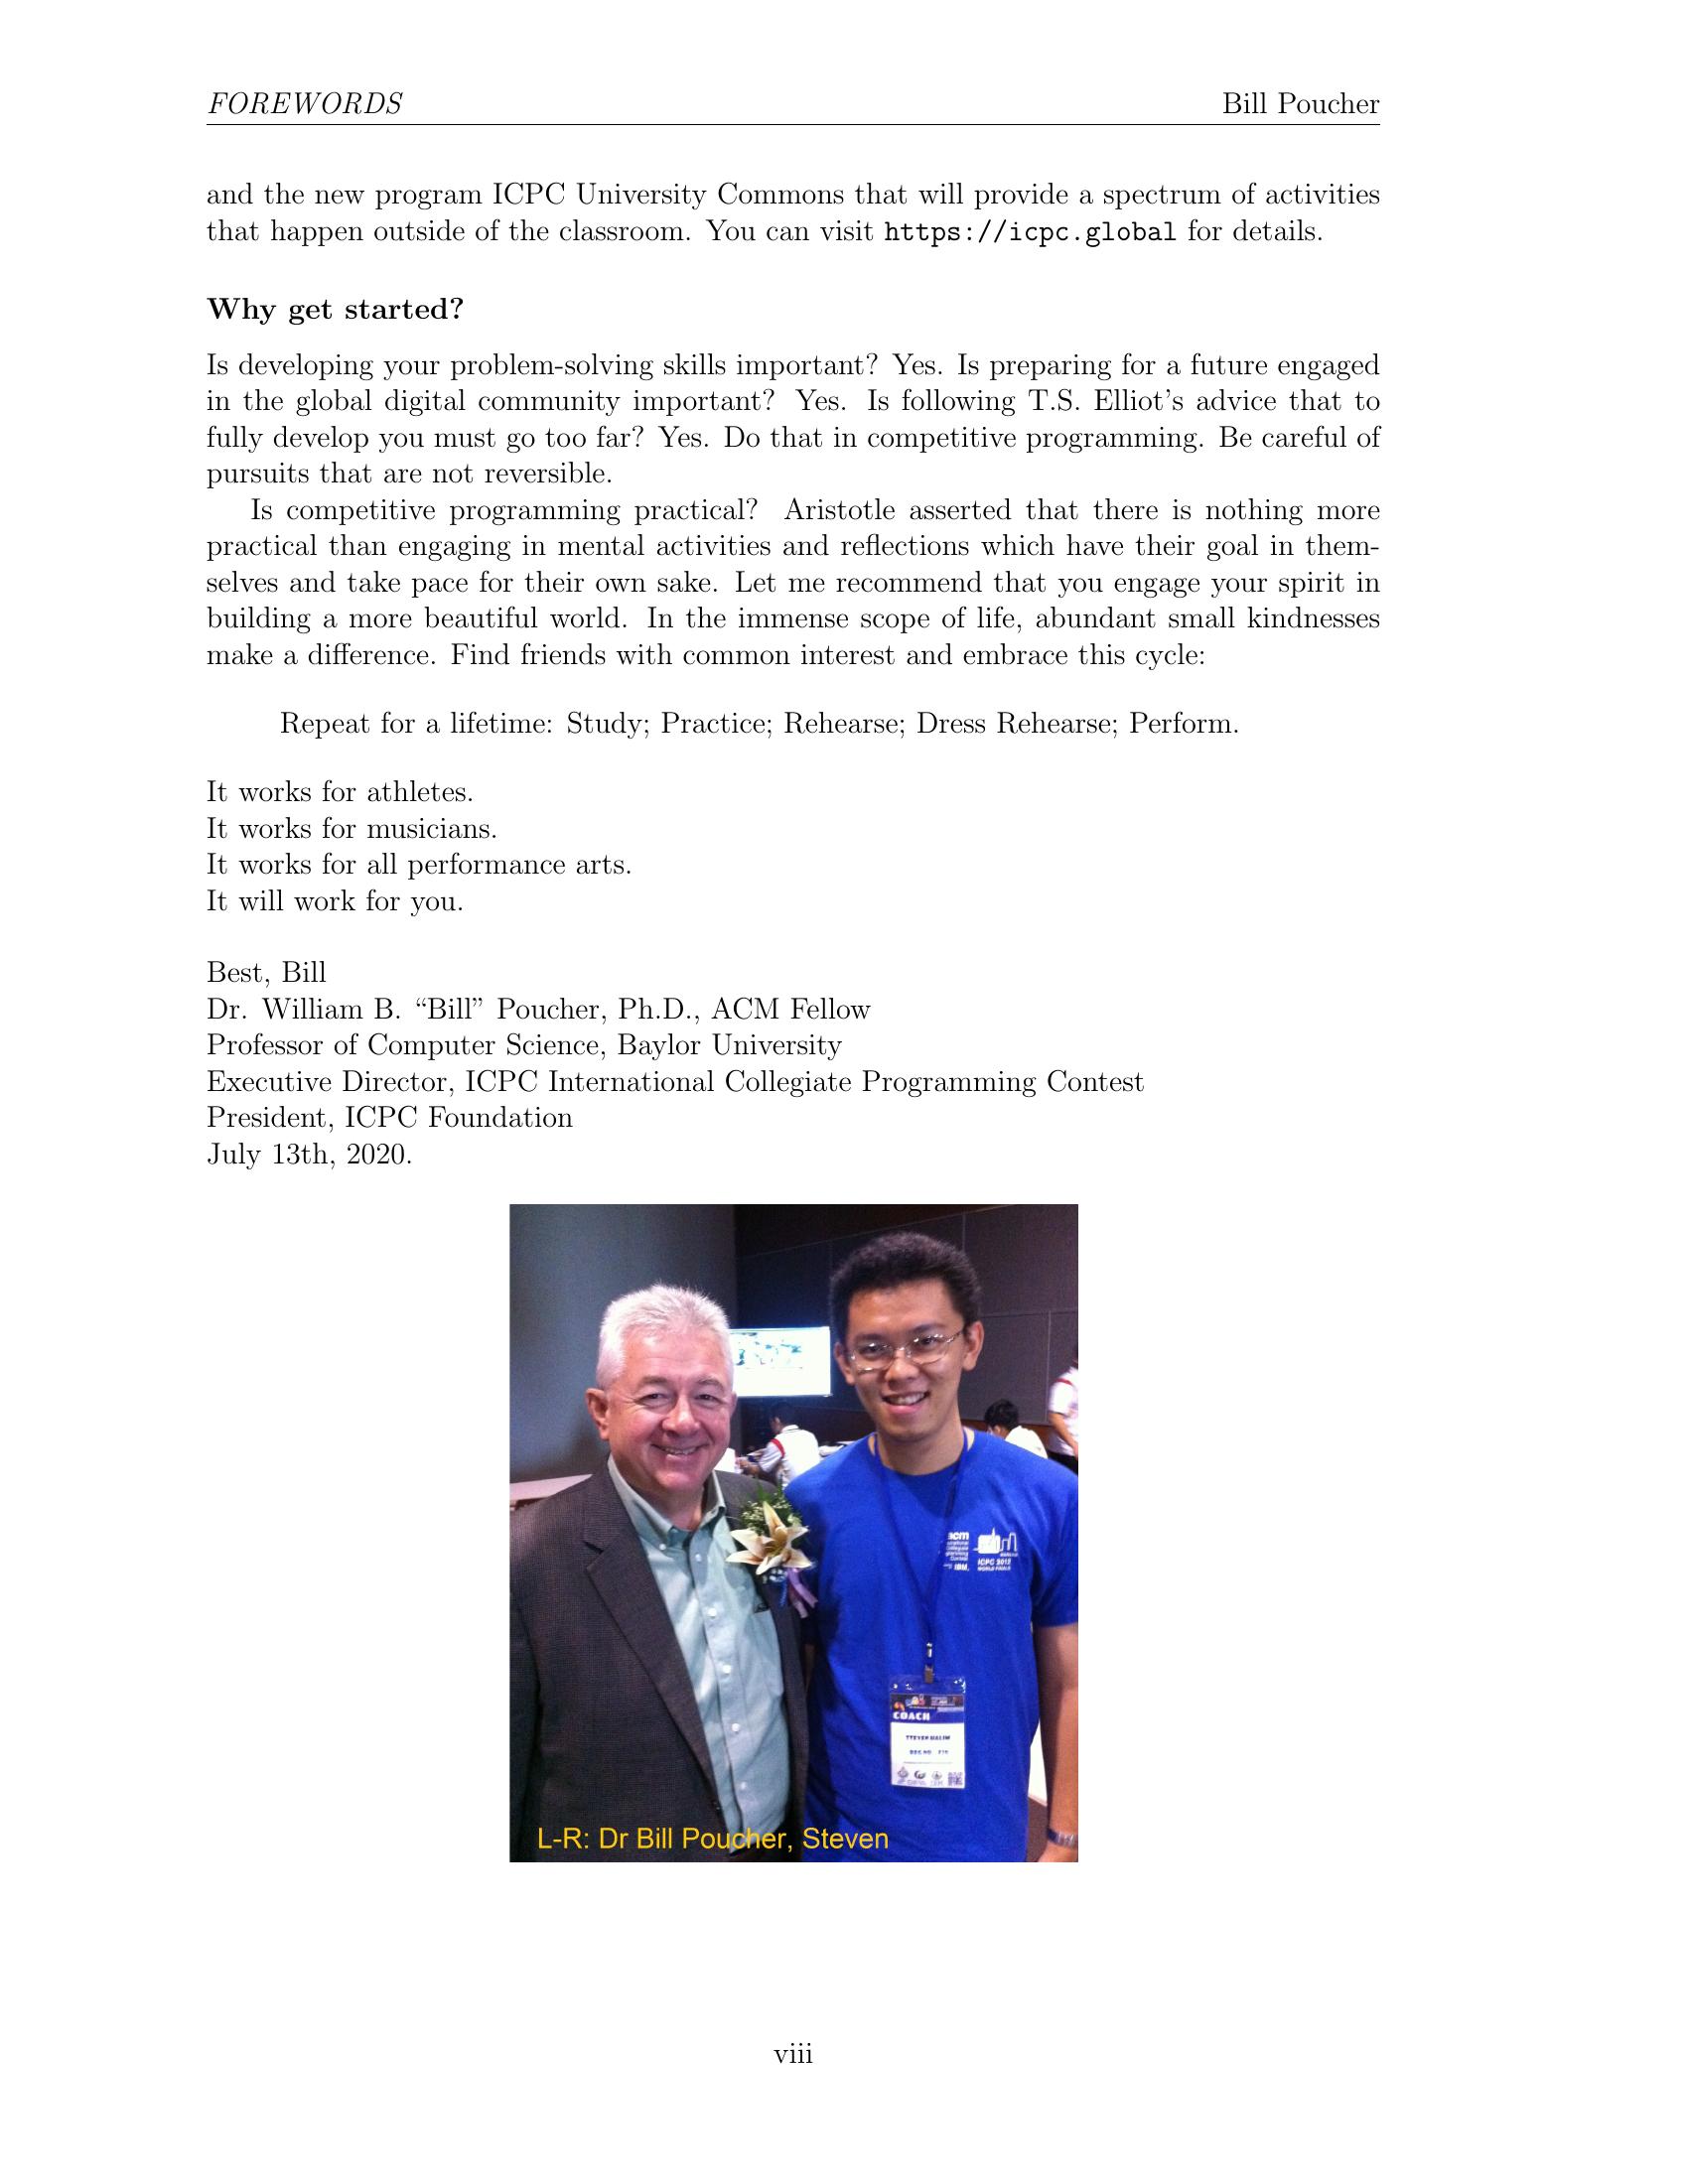 FOREWORDS Bill Poucher
and the new program ICPC University Commons that will provide a spectrum of activities
that happen outside of the classroom. You can visit https://icpc.global for details.
Why get started?
Is developing your problem-solving skills important? Yes. Is preparing for a future engaged
in the global digital community important? Yes. Is following T.S. Elliot's advice that to
fully develop you must go too far? Yes. Do that in competitive programming. Be careful of
pursuits that are not reversible.
Is competitive programming practical? Aristotle asserted that there is nothing more
practical than engaging in mental activities and reflections which have their goal in them-
selves and take pace for their own sake. Let me recommend that you engage your spirit in
building a more beautiful world. In the immense scope of life, abundant small kindnesses
make a difference. Find friends with common interest and embrace this cycle:
Repeat for a lifetime: Study; Practice; Rehearse; Dress Rehearse; Perform.
It works for athletes.
It works for musicians.
It works for all performance arts.
It will work for you.
Best, Bill
Dr. William B. “Bill” Poucher, Ph.D., ACM Fellow
Professor of Computer Science, Baylor University
Executive Director, ICPC International Collegiate Programming Contest
President, ICPC Foundation
July 13th, 2020.
acm
IBM.
ICPC 2012
WORLD FINALS
COACH
L-R: Dr Bill Poucher, Steven
viii